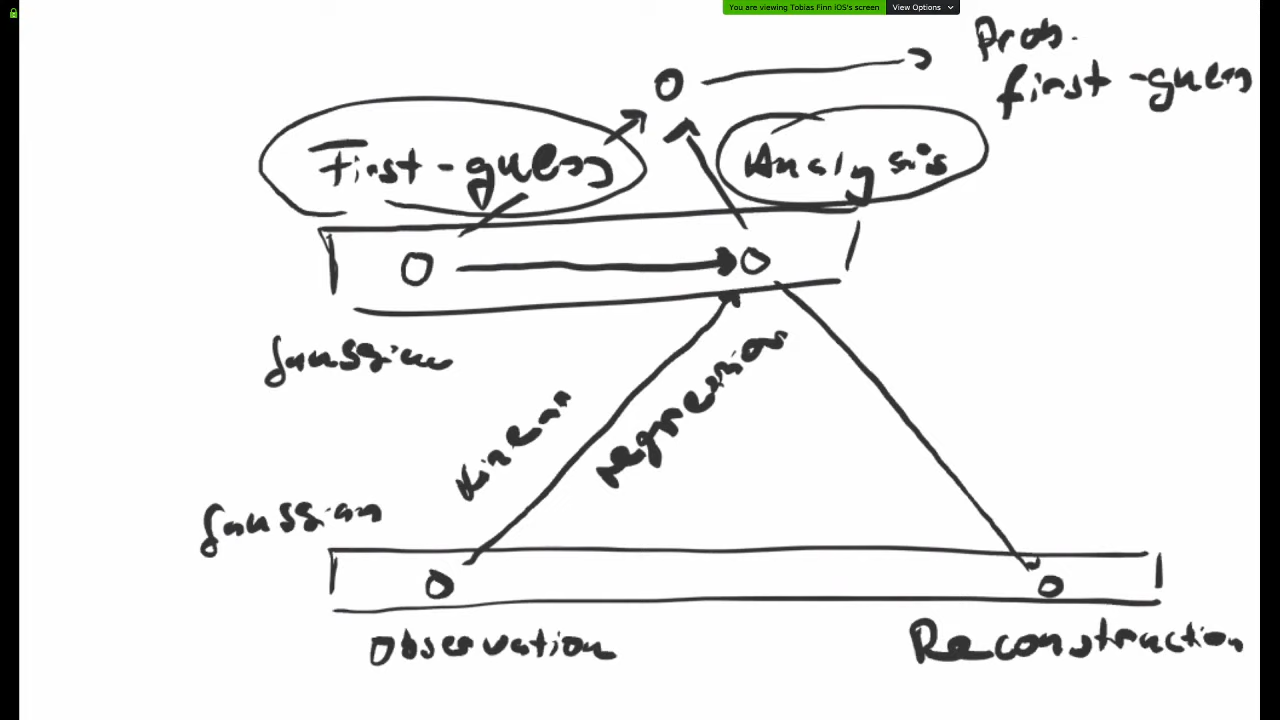 You are viewing Tobias Finn iOS's screen View Options
Prob.
first-guess
First-guess
Analysis
Gaussian
linear
regression
Gaussian
Observation
Reconstruction